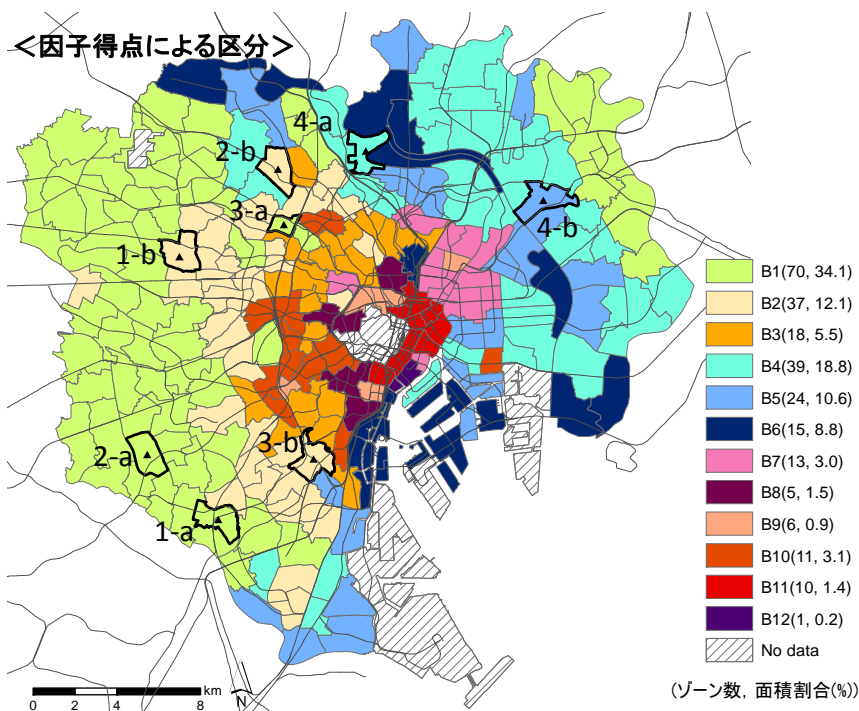 ＜因子得点による区分＞
4-a
2-b
3-a
4-b
1-b
2-a
3-b
1-a
B1(70, 34.1)
B2(37, 12.1)
B3(18, 5.5)
B4(39, 18.8)
B5(24, 10.6)
B6(15, 8.8)
B7(13, 3.0)
B8(5, 1.5)
B9(6, 0.9)
B10(11, 3.1)
B11(10, 1.4)
B12(1, 0.2)
No data
(ゾーン数, 面積割合(%))
km
0 2 4 8
N